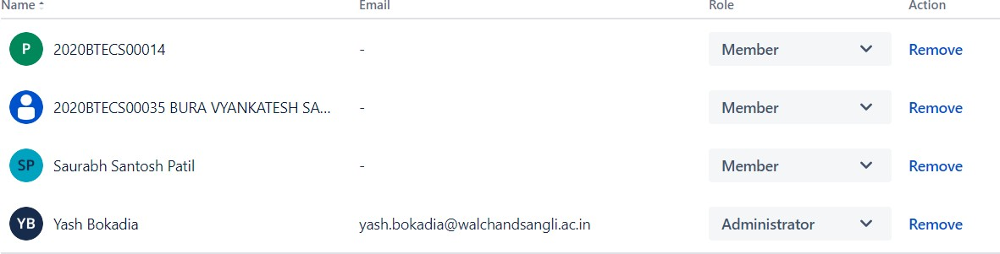 Name Email Role Action
P 2020BTECS00014 - Member Remove
2020BTECS00035 BURA VYANKATESH SA... - Member Remove
SP Saurabh Santosh Patil - Member Remove
YB Yash Bokadia yash.bokadia@walchandsangli.ac.in Administrator Remove